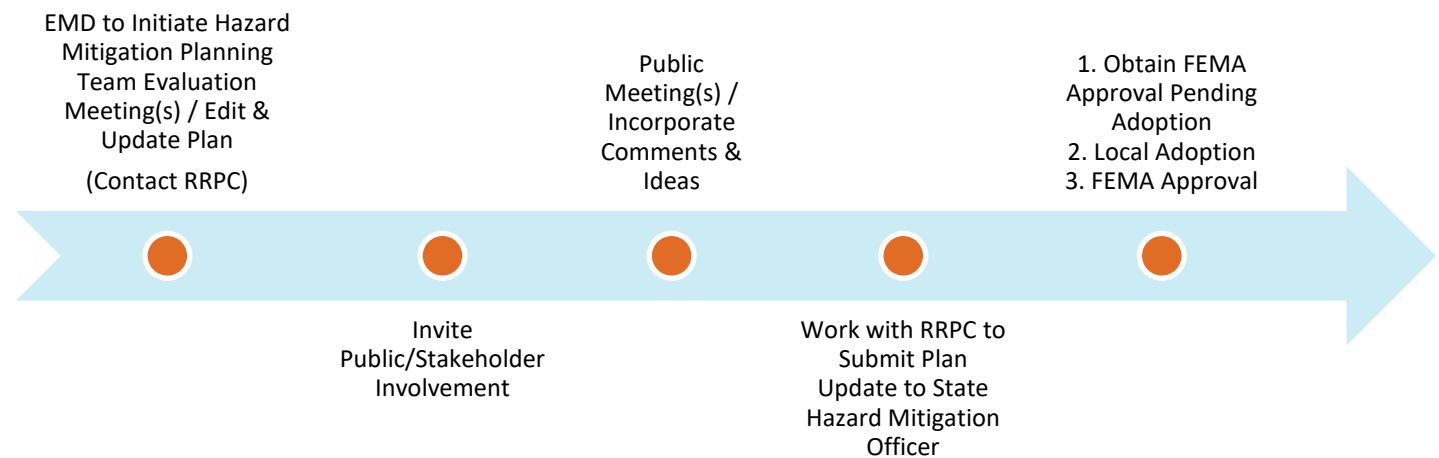 EMD to Initiate Hazard
Mitigation Planning
Team Evaluation
Meeting(s) / Edit &
Update Plan
(Contact RRPC)
Invite
Public/Stakeholder
Involvement
Public
Meeting(s) /
Incorporate
Comments &
Ideas
Work with RRPC to
Submit Plan
Update to State
Hazard Mitigation
Officer
1. Obtain FEMA
Approval Pending
Adoption
2. Local Adoption
3. FEMA Approval